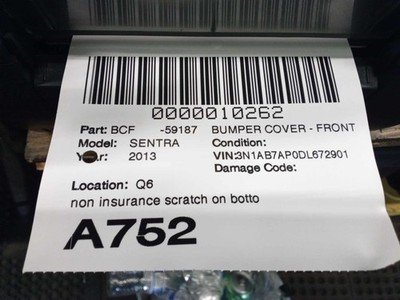 0000010262
Part: BCF -59187 BUMPER COVER - FRONT
Model: SENTRA Condition:
Year: 2013 VIN:3N1AB7AP0DL672901
Damage Code:
Location: Q6
non insurance scratch on botto
A752